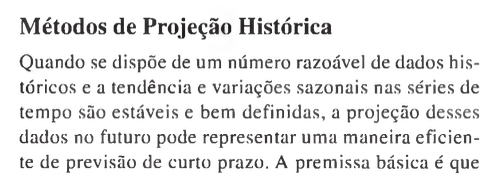 Métodos de Projeção Histórica
Quando se dispõe de um número razoável de dados his-
tóricos e a tendência e variações sazonais nas séries de
tempo são estáveis e bem definidas, a projeção desses
dados no futuro pode representar uma maneira eficien-
te de previsão de curto prazo. A premissa básica é que